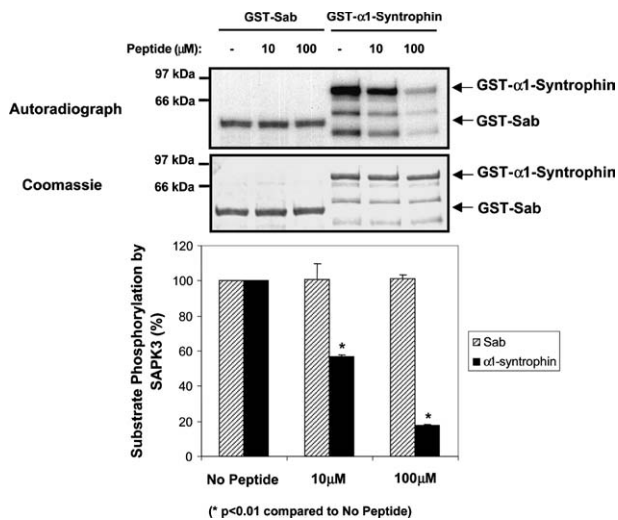 GST-Sab GST-α1-Syntrophin
Peptide (μM): - 10 100 - 10 100
97 kDa
66 kDa
Autoradiograph
GST-α1-Syntrophin
GST-Sab
97 kDa
66 kDa
Coomassie
GST-α1-Syntrophin
GST-Sab
Substrate Phosphorylation by
SAPK3 (%)
120
100
80
60
40
20
0
*
*
Sab
α1-syntrophin
No Peptide 10μM 100μM
(* p<0.01 compared to No Peptide)